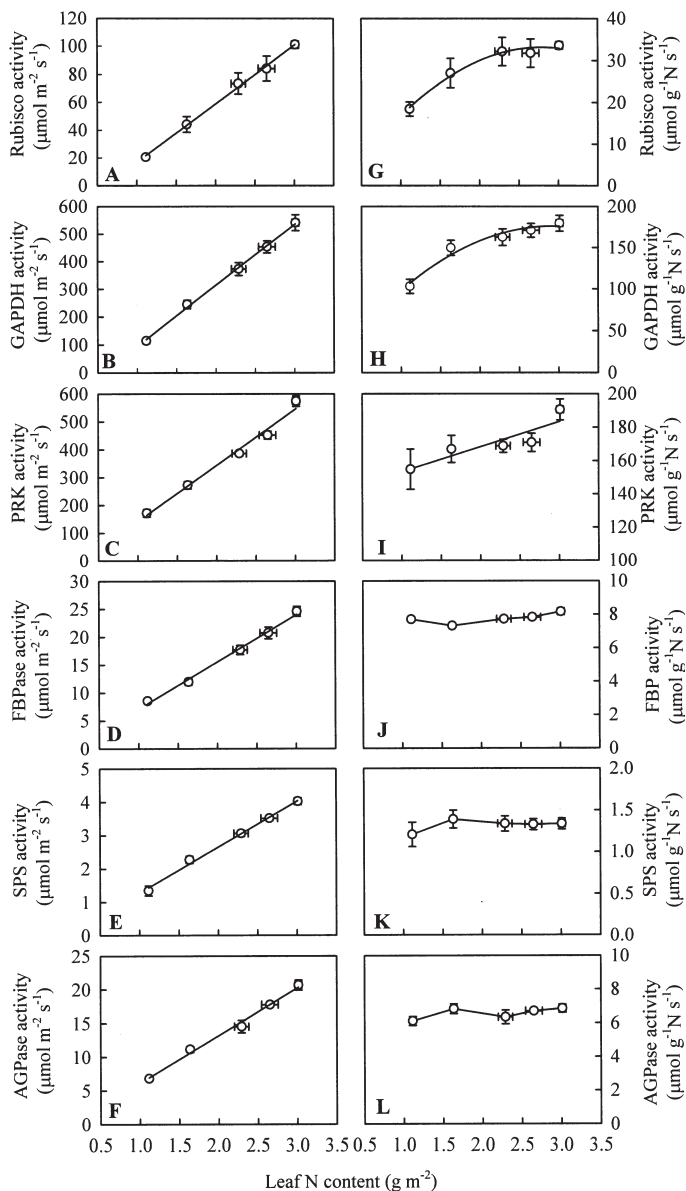 Rubisco activity
(μmol m⁻² s⁻¹)
120
100
80
60
40
20
0
A
40
30
20
10
0
G
Rubisco activity
(μmol g⁻¹N s⁻¹)
GAPDH activity
(μmol m⁻² s⁻¹)
600
500
400
300
200
100
0
B
200
150
100
50
0
H
GAPDH activity
(μmol g⁻¹N s⁻¹)
PRK activity
(μmol m⁻² s⁻¹)
600
500
400
300
200
100
0
C
200
180
160
140
120
100
I
PRK activity
(μmol g⁻¹N s⁻¹)
FBPase activity
(μmol m⁻² s⁻¹)
30
25
20
15
10
5
0
D
10
8
6
4
2
0
J
FBP activity
(μmol g⁻¹N s⁻¹)
SPS activity
(μmol m⁻² s⁻¹)
5
4
3
2
1
0
E
2.0
1.5
1.0
0.5
0.0
K
SPS activity
(μmol g⁻¹N s⁻¹)
AGPase activity
(μmol m⁻² s⁻¹)
25
20
15
10
5
0
F
10
8
6
4
2
0
L
AGPase activity
(μmol g⁻¹N s⁻¹)
0.5 1.0 1.5 2.0 2.5 3.0 3.5 1.0 1.5 2.0 2.5 3.0 3.5
Leaf N content (g m⁻²)